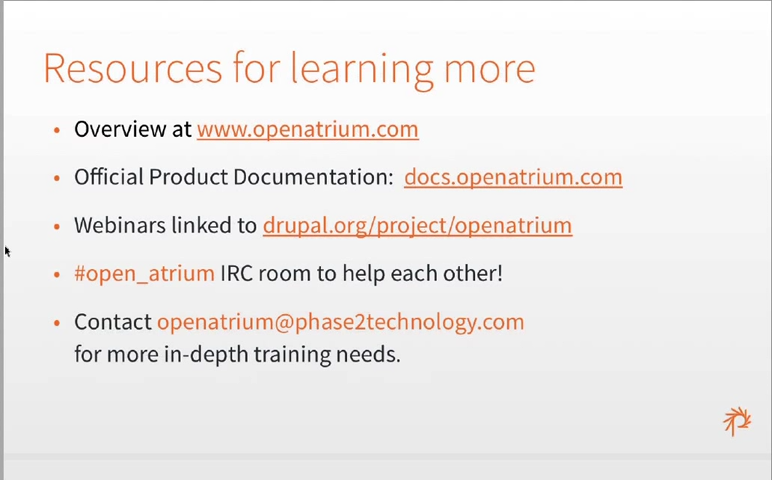 Resources for learning more
• Overview at www.openatrium.com
• Official Product Documentation:  docs.openatrium.com
• Webinars linked to drupal.org/project/openatrium
• #open_atrium IRC room to help each other!
• Contact openatrium@phase2technology.com
for more in-depth training needs.